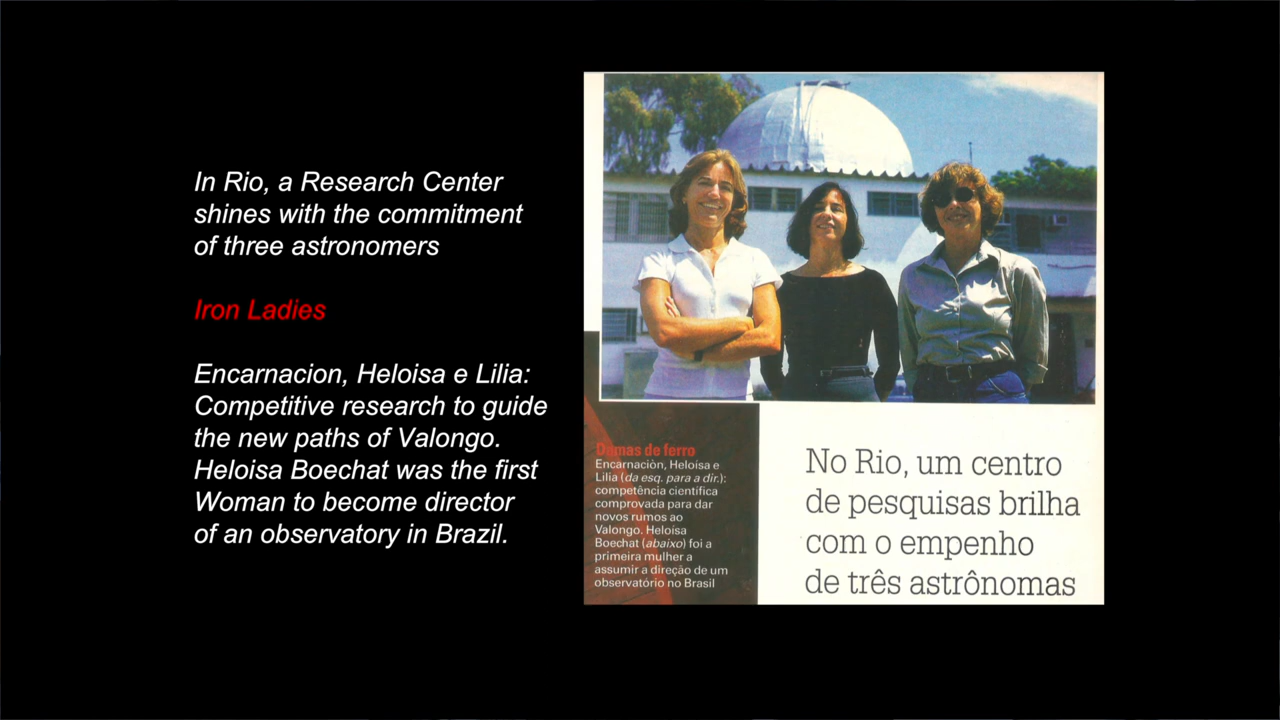 In Rio, a Research Center
shines with the commitment
of three astronomers
Iron Ladies
Encarnacion, Heloisa e Lilia:
Competitive research to guide
the new paths of Valongo.
Heloisa Boechat was the first
Woman to become director
of an observatory in Brazil.
Damas de ferro
Encarnaciòn, Heloísa e
Lilia (da esq. para a dir.):
competência científica
comprovada para dar
novos rumos ao
Valongo. Heloísa
Boechat (abaixo) foi a
primeira mulher a
assumir a direção de um
observatório no Brasil
No Rio, um centro
de pesquisas brilha
com o empenho
de três astrônomas